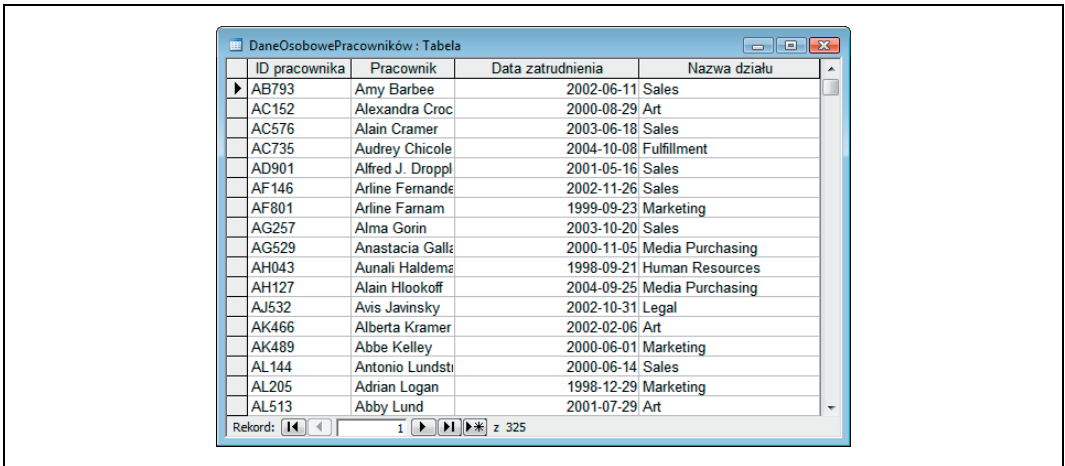 DaneOsobowePracowników : Tabela
ID pracownika Pracownik Data zatrudnienia Nazwa działu
AB793 Amy Barbee 2002-06-11 Sales
AC152 Alexandra Croc 2000-08-29 Art
AC576 Alain Cramer 2003-06-18 Sales
AC735 Audrey Chicole 2004-10-08 Fulfillment
AD901 Alfred J. Droppl 2001-05-16 Sales
AF146 Arline Fernande 2002-11-26 Sales
AF801 Arline Farnam 1999-09-23 Marketing
AG257 Alma Gorin 2003-10-20 Sales
AG529 Anastacia Galla 2000-11-05 Media Purchasing
AH043 Aunali Haldema 1998-09-21 Human Resources
AH127 Alain Hlookoff 2004-09-25 Media Purchasing
AJ532 Avis Javinsky 2002-10-31 Legal
AK466 Alberta Kramer 2002-02-06 Art
AK489 Abbe Kelley 2000-06-01 Marketing
AL144 Antonio Lundstr 2000-06-14 Sales
AL205 Adrian Logan 1998-12-29 Marketing
AL513 Abby Lund 2001-07-29 Art
Rekord: 1 z 325